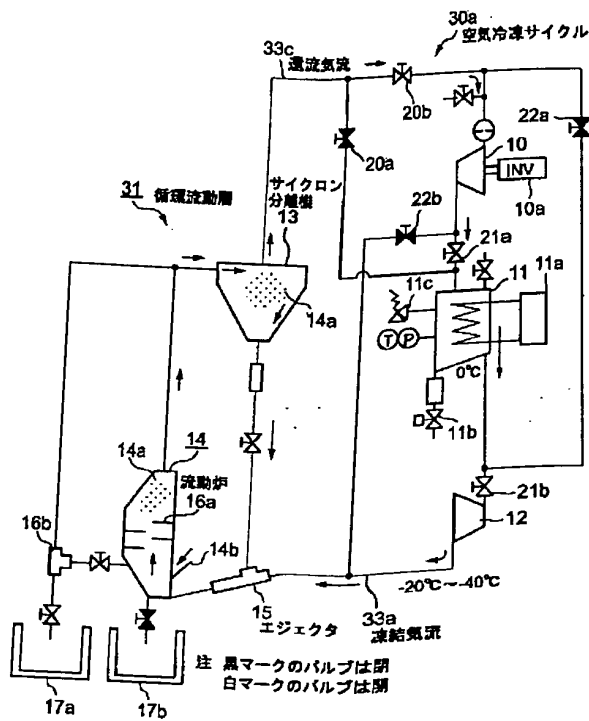 30a
空気冷凍サイクル
33c
還流気流
20b
22a
20a
10
INV
10a
31 循環流動層
サイクロン
分離機
13
22b
21a
11
11a
11c
14a
T P
0℃
11b
14a
14
流動炉
16a
16b
14b
21b
12
15
エジェクタ
-20℃～-40℃
33a
凍結気流
注 黒マークのバルブは閉
白マークのバルブは開
17a
17b